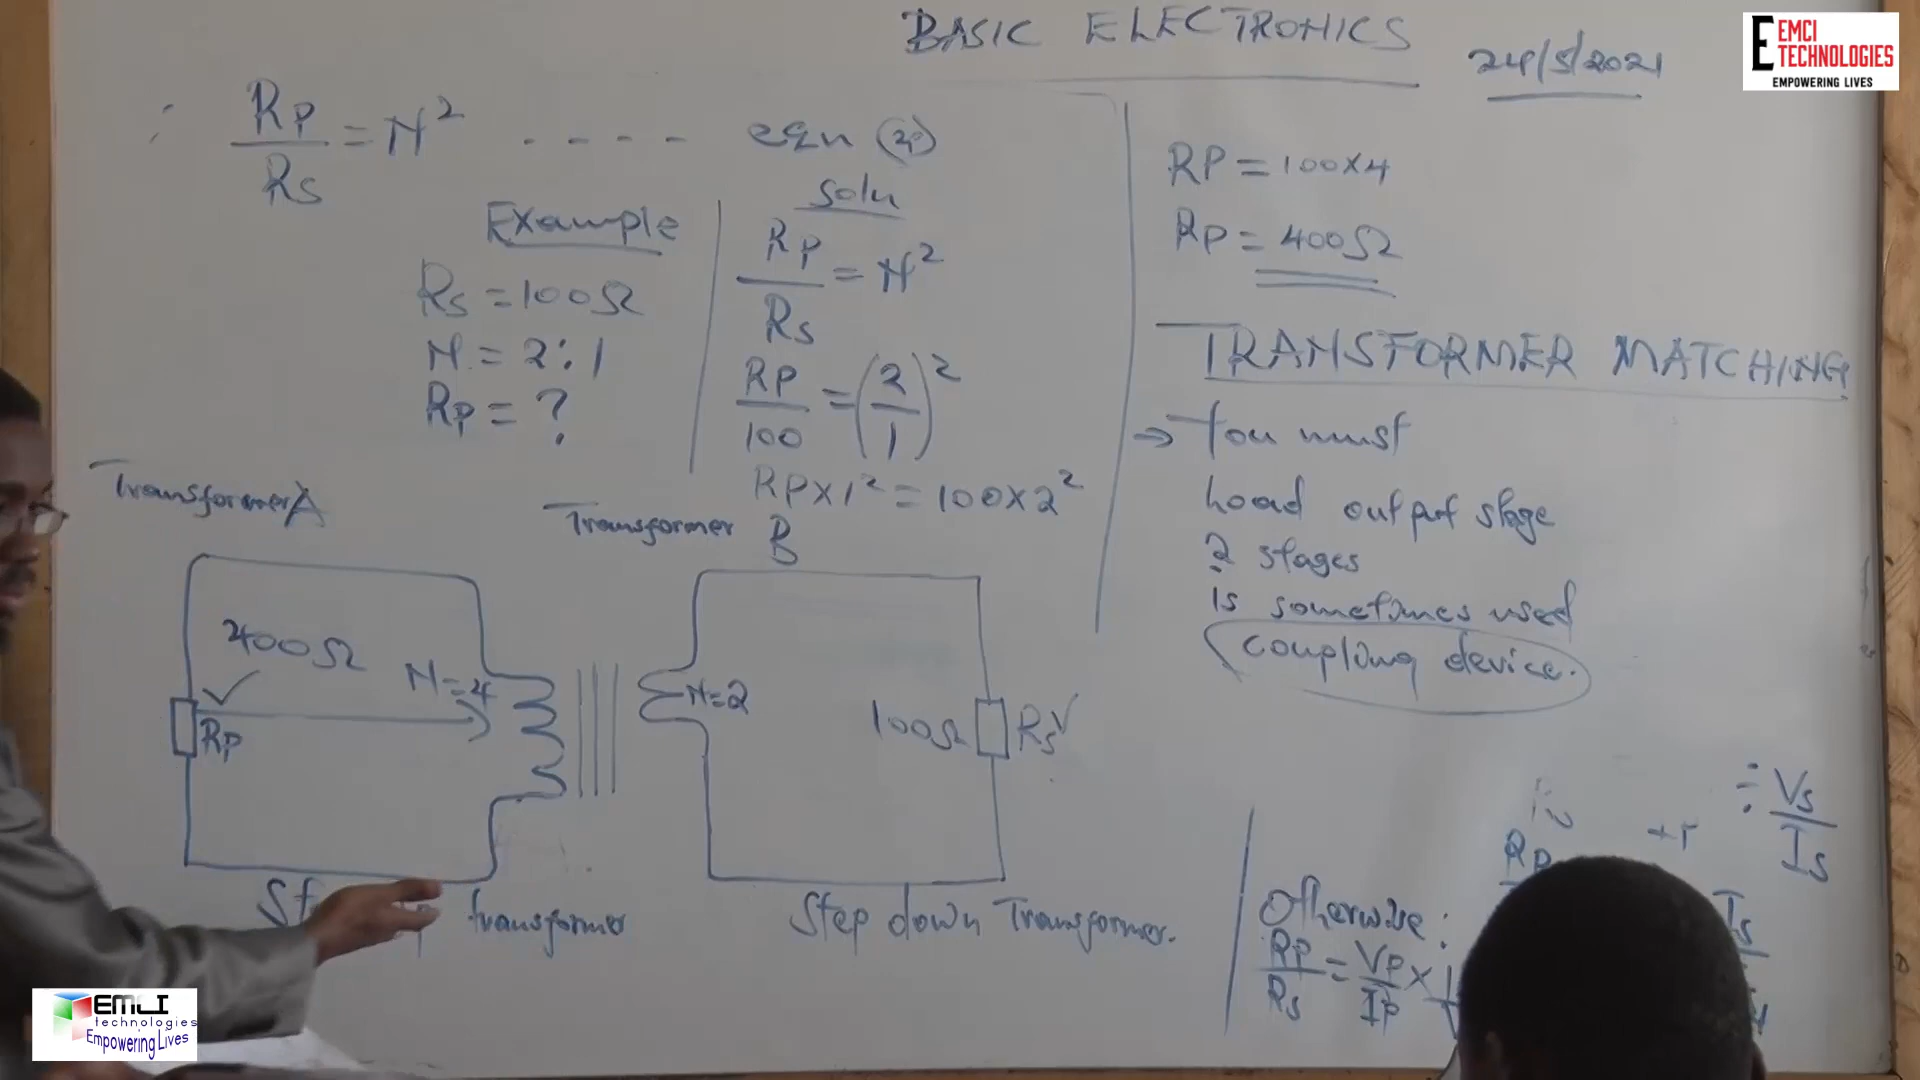 BASIC ELECTRONICS
24/5/2021
EMCI
TECHNOLOGIES
EMPOWERING LIVES
∴ Rp/Rs = N² - - - - eqn
Example
Rs = 100Ω
N = 2:1
Rp = ?
Soln
Rp/Rs = N²
RP/100 = (2/1)²
RP×1² = 100×2²
RP = 100×4
Rp = 400Ω
TRANSFORMER MATCHING
⇒ You must
Load output stage
2 stages
is sometimes used
coupling device.
Transformer A
400Ω
N=4
Rp
transformer
Transformer
B
N=2
100Ω
Rs
Step down Transformer.
÷ Vs/Is
Rp
Otherwise:
Rp/Rs = Vp/Ip ×
Is
EMCI
technologies
Empowering Lives